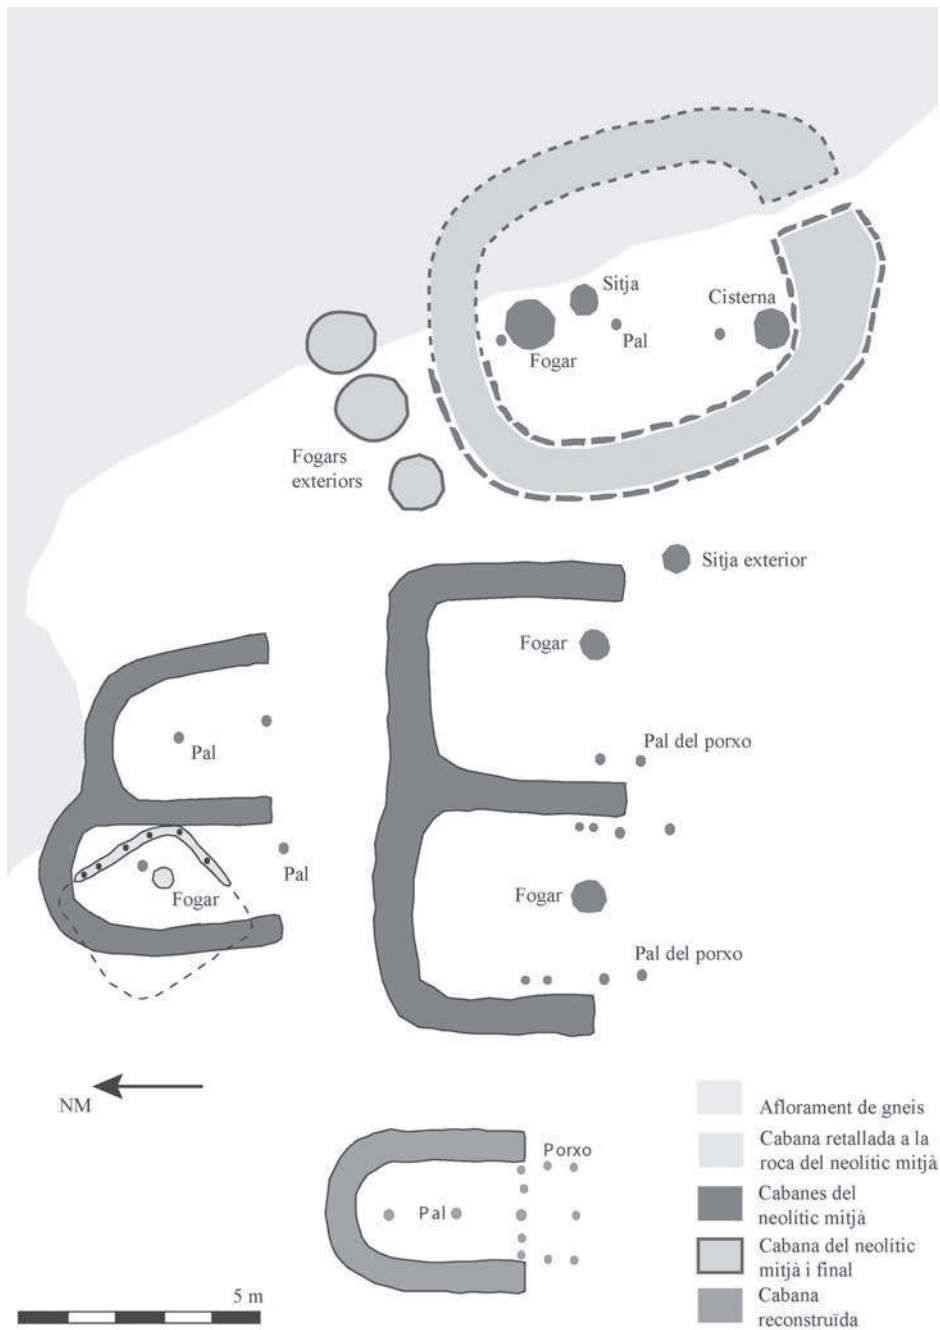 Sitja
Cisterna
Pal
Fogar
Fogars
exteriors
Sitja exterior
Fogar
Pal del porxo
Pal
Pal
Fogar
Fogar
Pal del porxo
NM
Aflorament de gneis
Cabana retallada a la
roca del neolític mitjà
Cabanes del
neolític mitjà
Cabana del neolític
mitjà i final
Cabana
reconstruïda
Porxo
Pal
5 m